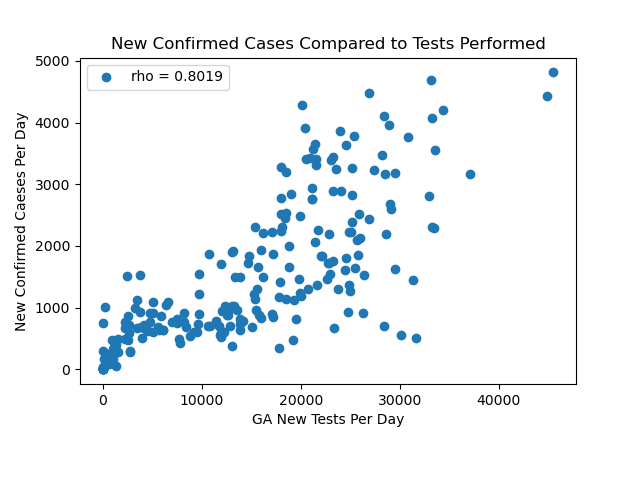 New Confirmed Cases Compared to Tests Performed
rho = 0.8019
New Confirmed Caeses Per Day
5000
4000
3000
2000
1000
0
0 10000 20000 30000 40000
GA New Tests Per Day